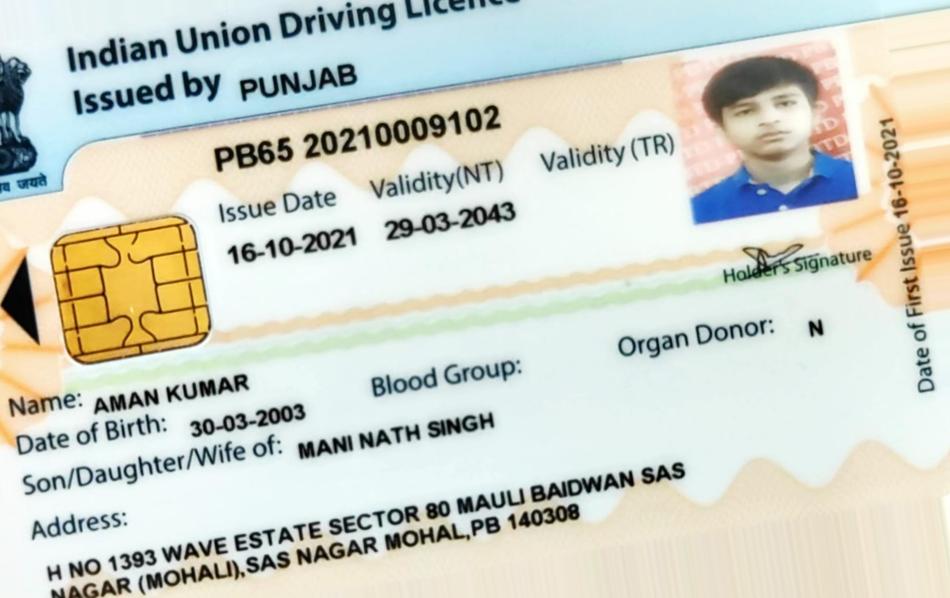 Indian Union Driving Licence
Issued by PUNJAB
PB65 20210009102
Issue Date Validity(NT) Validity (TR)
16-10-2021 29-03-2043
Holder's Signature
Date of First Issue 16-10-2021
Name: AMAN KUMAR Blood Group: Organ Donor: N
Date of Birth: 30-03-2003
Son/Daughter/Wife of: MANI NATH SINGH
Address:
H NO 1393 WAVE ESTATE SECTOR 80 MAULI BAIDWAN SAS
NAGAR (MOHALI),SAS NAGAR MOHAL,PB 140308
जयते